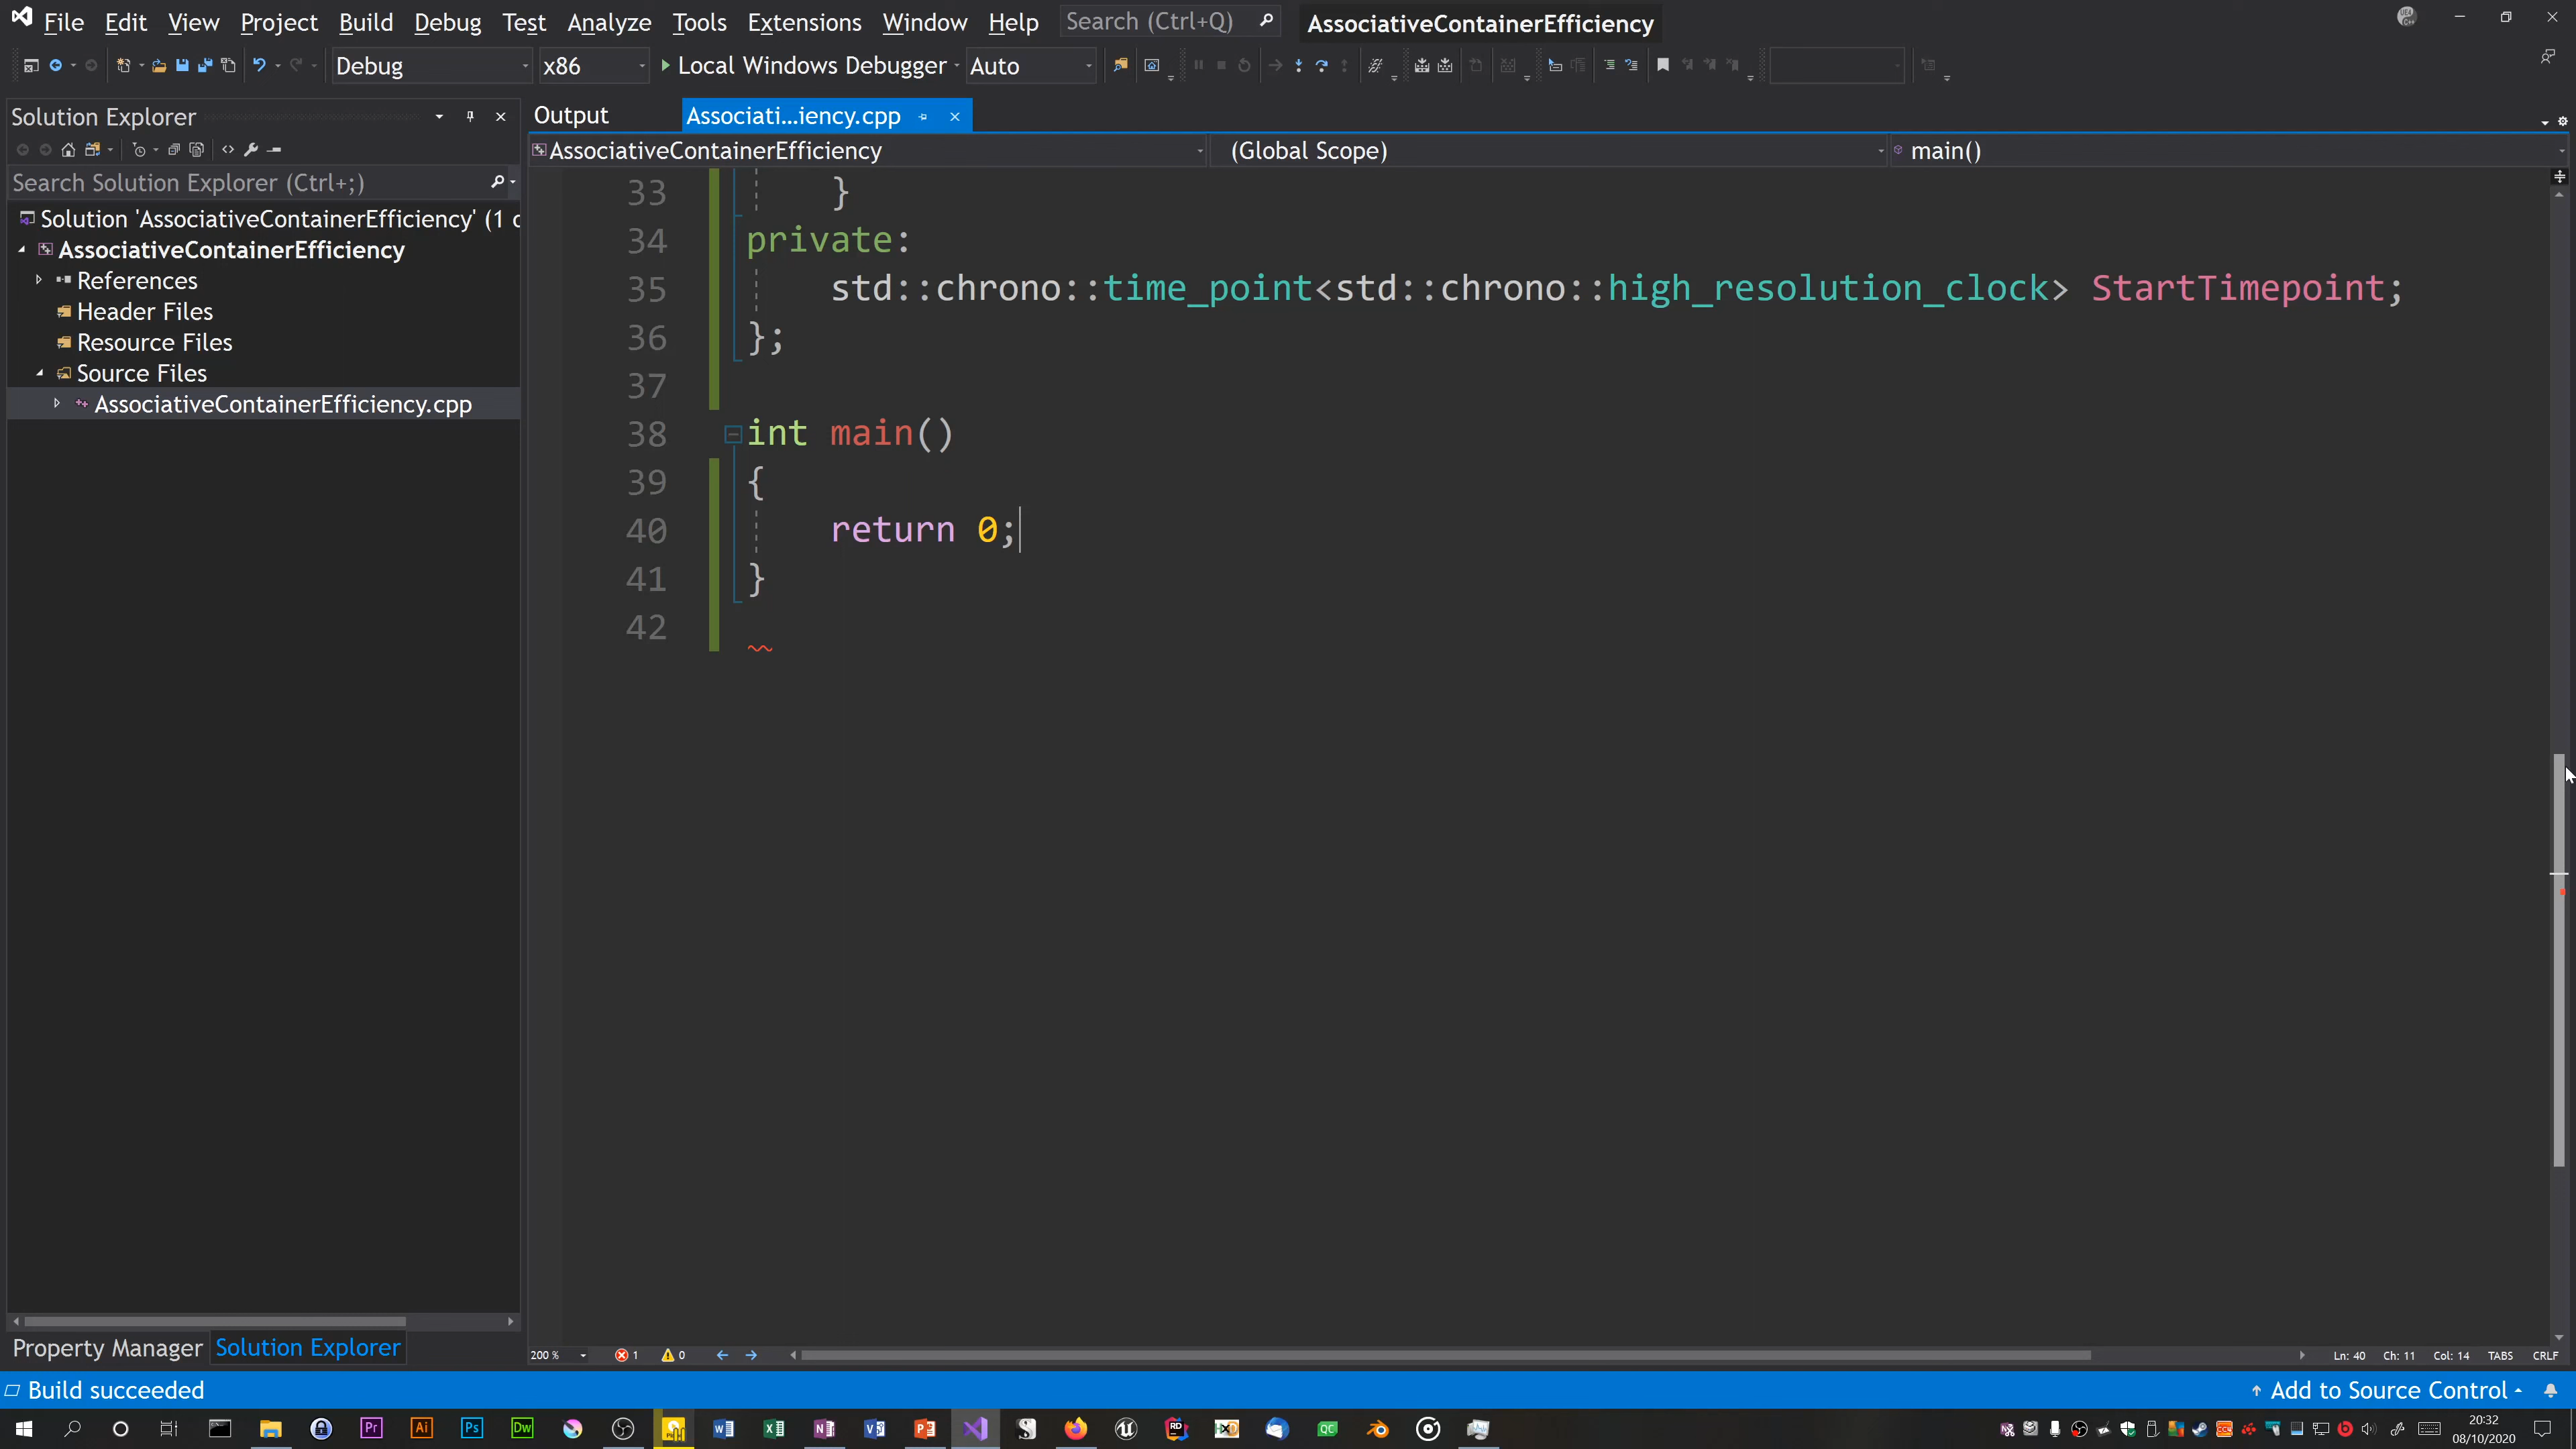 File Edit View Project Build Debug Test Analyze Tools Extensions Window Help Search (Ctrl+Q) AssociativeContainerEfficiency
Debug x86 Local Windows Debugger Auto
Solution Explorer
Search Solution Explorer (Ctrl+;)
Solution 'AssociativeContainerEfficiency' (1 o
AssociativeContainerEfficiency
References
Header Files
Resource Files
Source Files
AssociativeContainerEfficiency.cpp
Property Manager Solution Explorer
Output Associati...iency.cpp
AssociativeContainerEfficiency (Global Scope) main()
33 }
34 private:
35 std::chrono::time_point<std::chrono::high_resolution_clock> StartTimepoint;
36 };
37
38 int main()
39 {
40 return 0;
41 }
42
200 % 1 0 Ln: 40 Ch: 11 Col: 14 TABS CRLF
Build succeeded Add to Source Control
20:32
08/10/2020